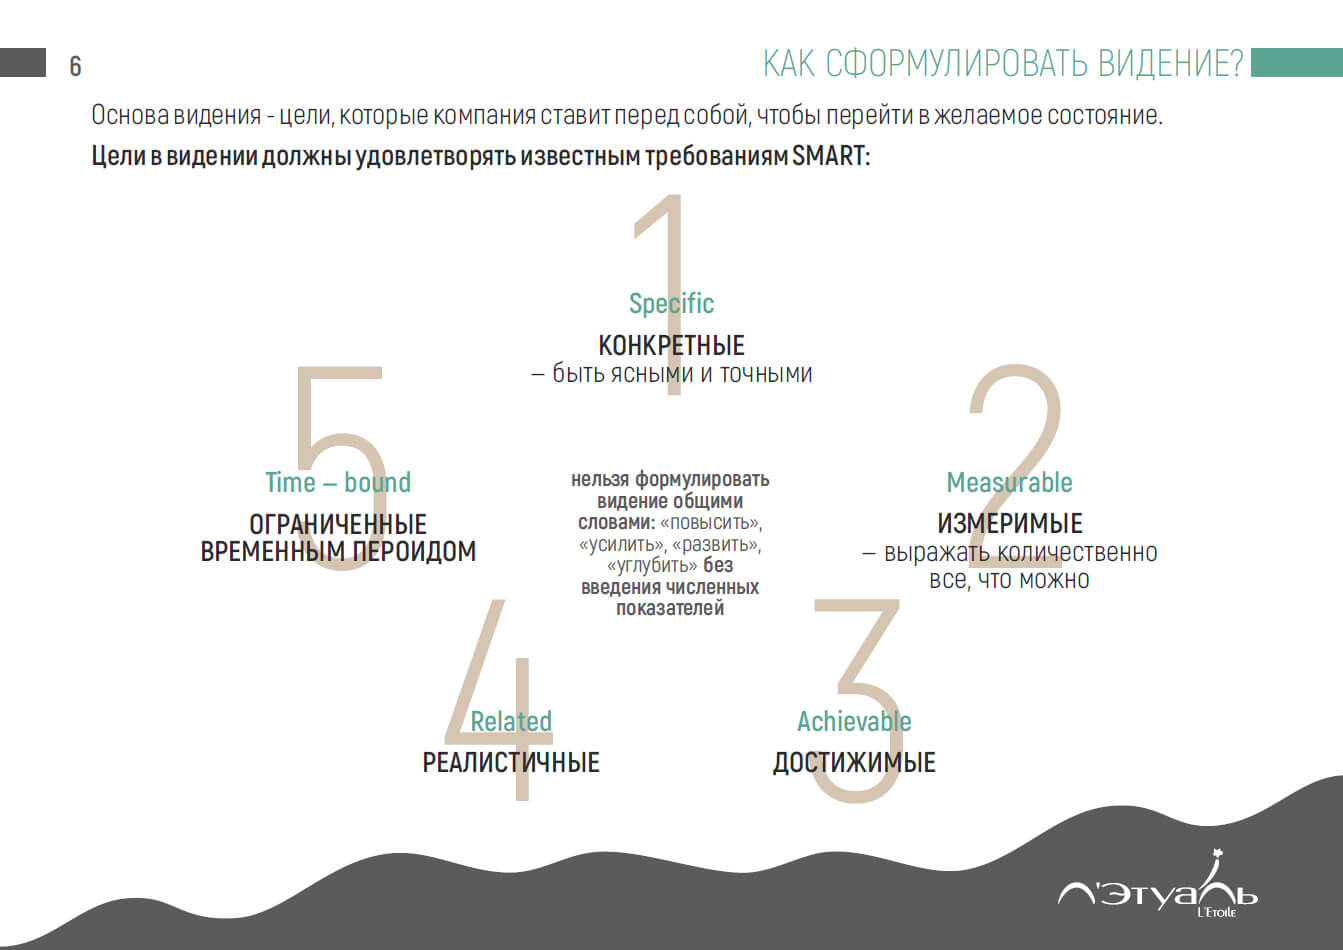 6
КАК СФОРМУЛИРОВАТЬ ВИДЕНИЕ?
Основа видения - цели, которые компания ставит перед собой, чтобы перейти в желаемое состояние.
Цели в видении должны удовлетворять известным требованиям SMART:
1
Specific
КОНКРЕТНЫЕ
– быть ясными и точными
2
Measurable
ИЗМЕРИМЫЕ
– выражать количественно
все, что можно
3
Achievable
ДОСТИЖИМЫЕ
4
Related
РЕАЛИСТИЧНЫЕ
5
Time – bound
ОГРАНИЧЕННЫЕ
ВРЕМЕННЫМ ПЕРОИДОМ
нельзя формулировать
видение общими
словами: «повысить»,
«усилить», «развить»,
«углубить» без
введения численных
показателей
Л'Этуаль
L'Etoile